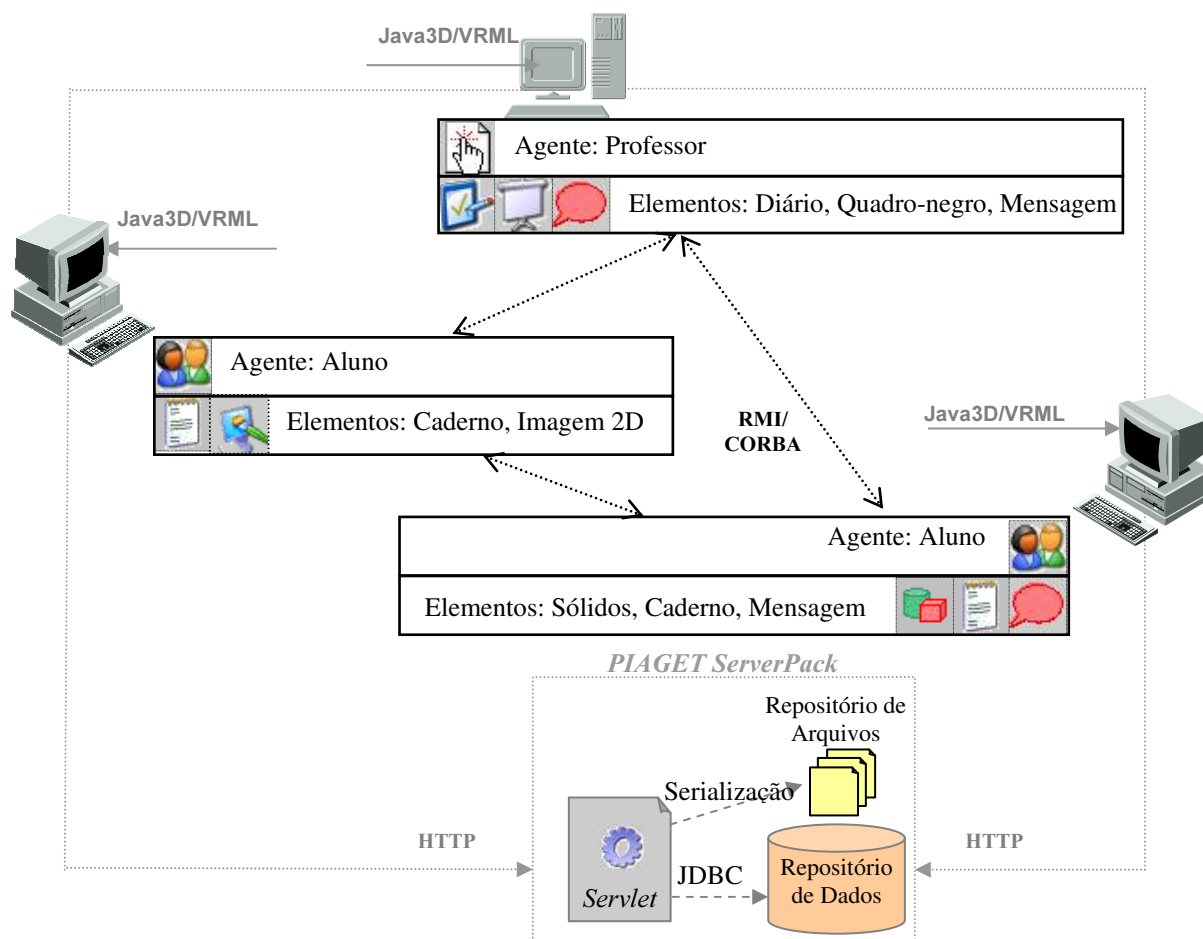 Java3D/VRML
Agente: Professor
Elementos: Diário, Quadro-negro, Mensagem
Java3D/VRML
Agente: Aluno
Elementos: Caderno, Imagem 2D
RMI/
CORBA
Java3D/VRML
Agente: Aluno
Elementos: Sólidos, Caderno, Mensagem
PIAGET ServerPack
Repositório de
Arquivos
Serialização
HTTP
HTTP
JDBC
Servlet
Repositório
de Dados